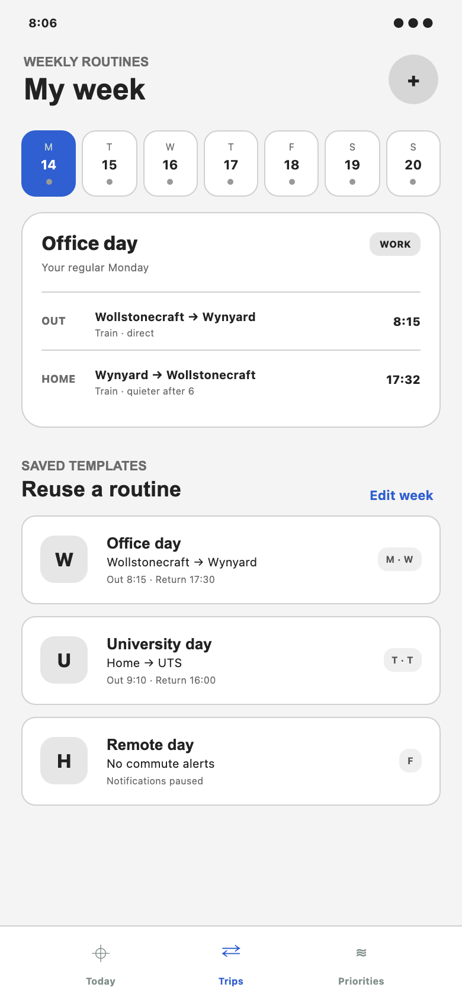 8:06
WEEKLY ROUTINES
My week
+
M T W T F S S
14 15 16 17 18 19 20
Office day
WORK
Your regular Monday
OUT
Wollstonecraft → Wynyard
8:15
Train · direct
HOME
Wynyard → Wollstonecraft
17:32
Train · quieter after 6
SAVED TEMPLATES
Reuse a routine
Edit week
W
Office day
Wollstonecraft → Wynyard
Out 8:15 · Return 17:30
M · W
U
University day
Home → UTS
Out 9:10 · Return 16:00
T · T
H
Remote day
No commute alerts
Notifications paused
F
Today
Trips
Priorities